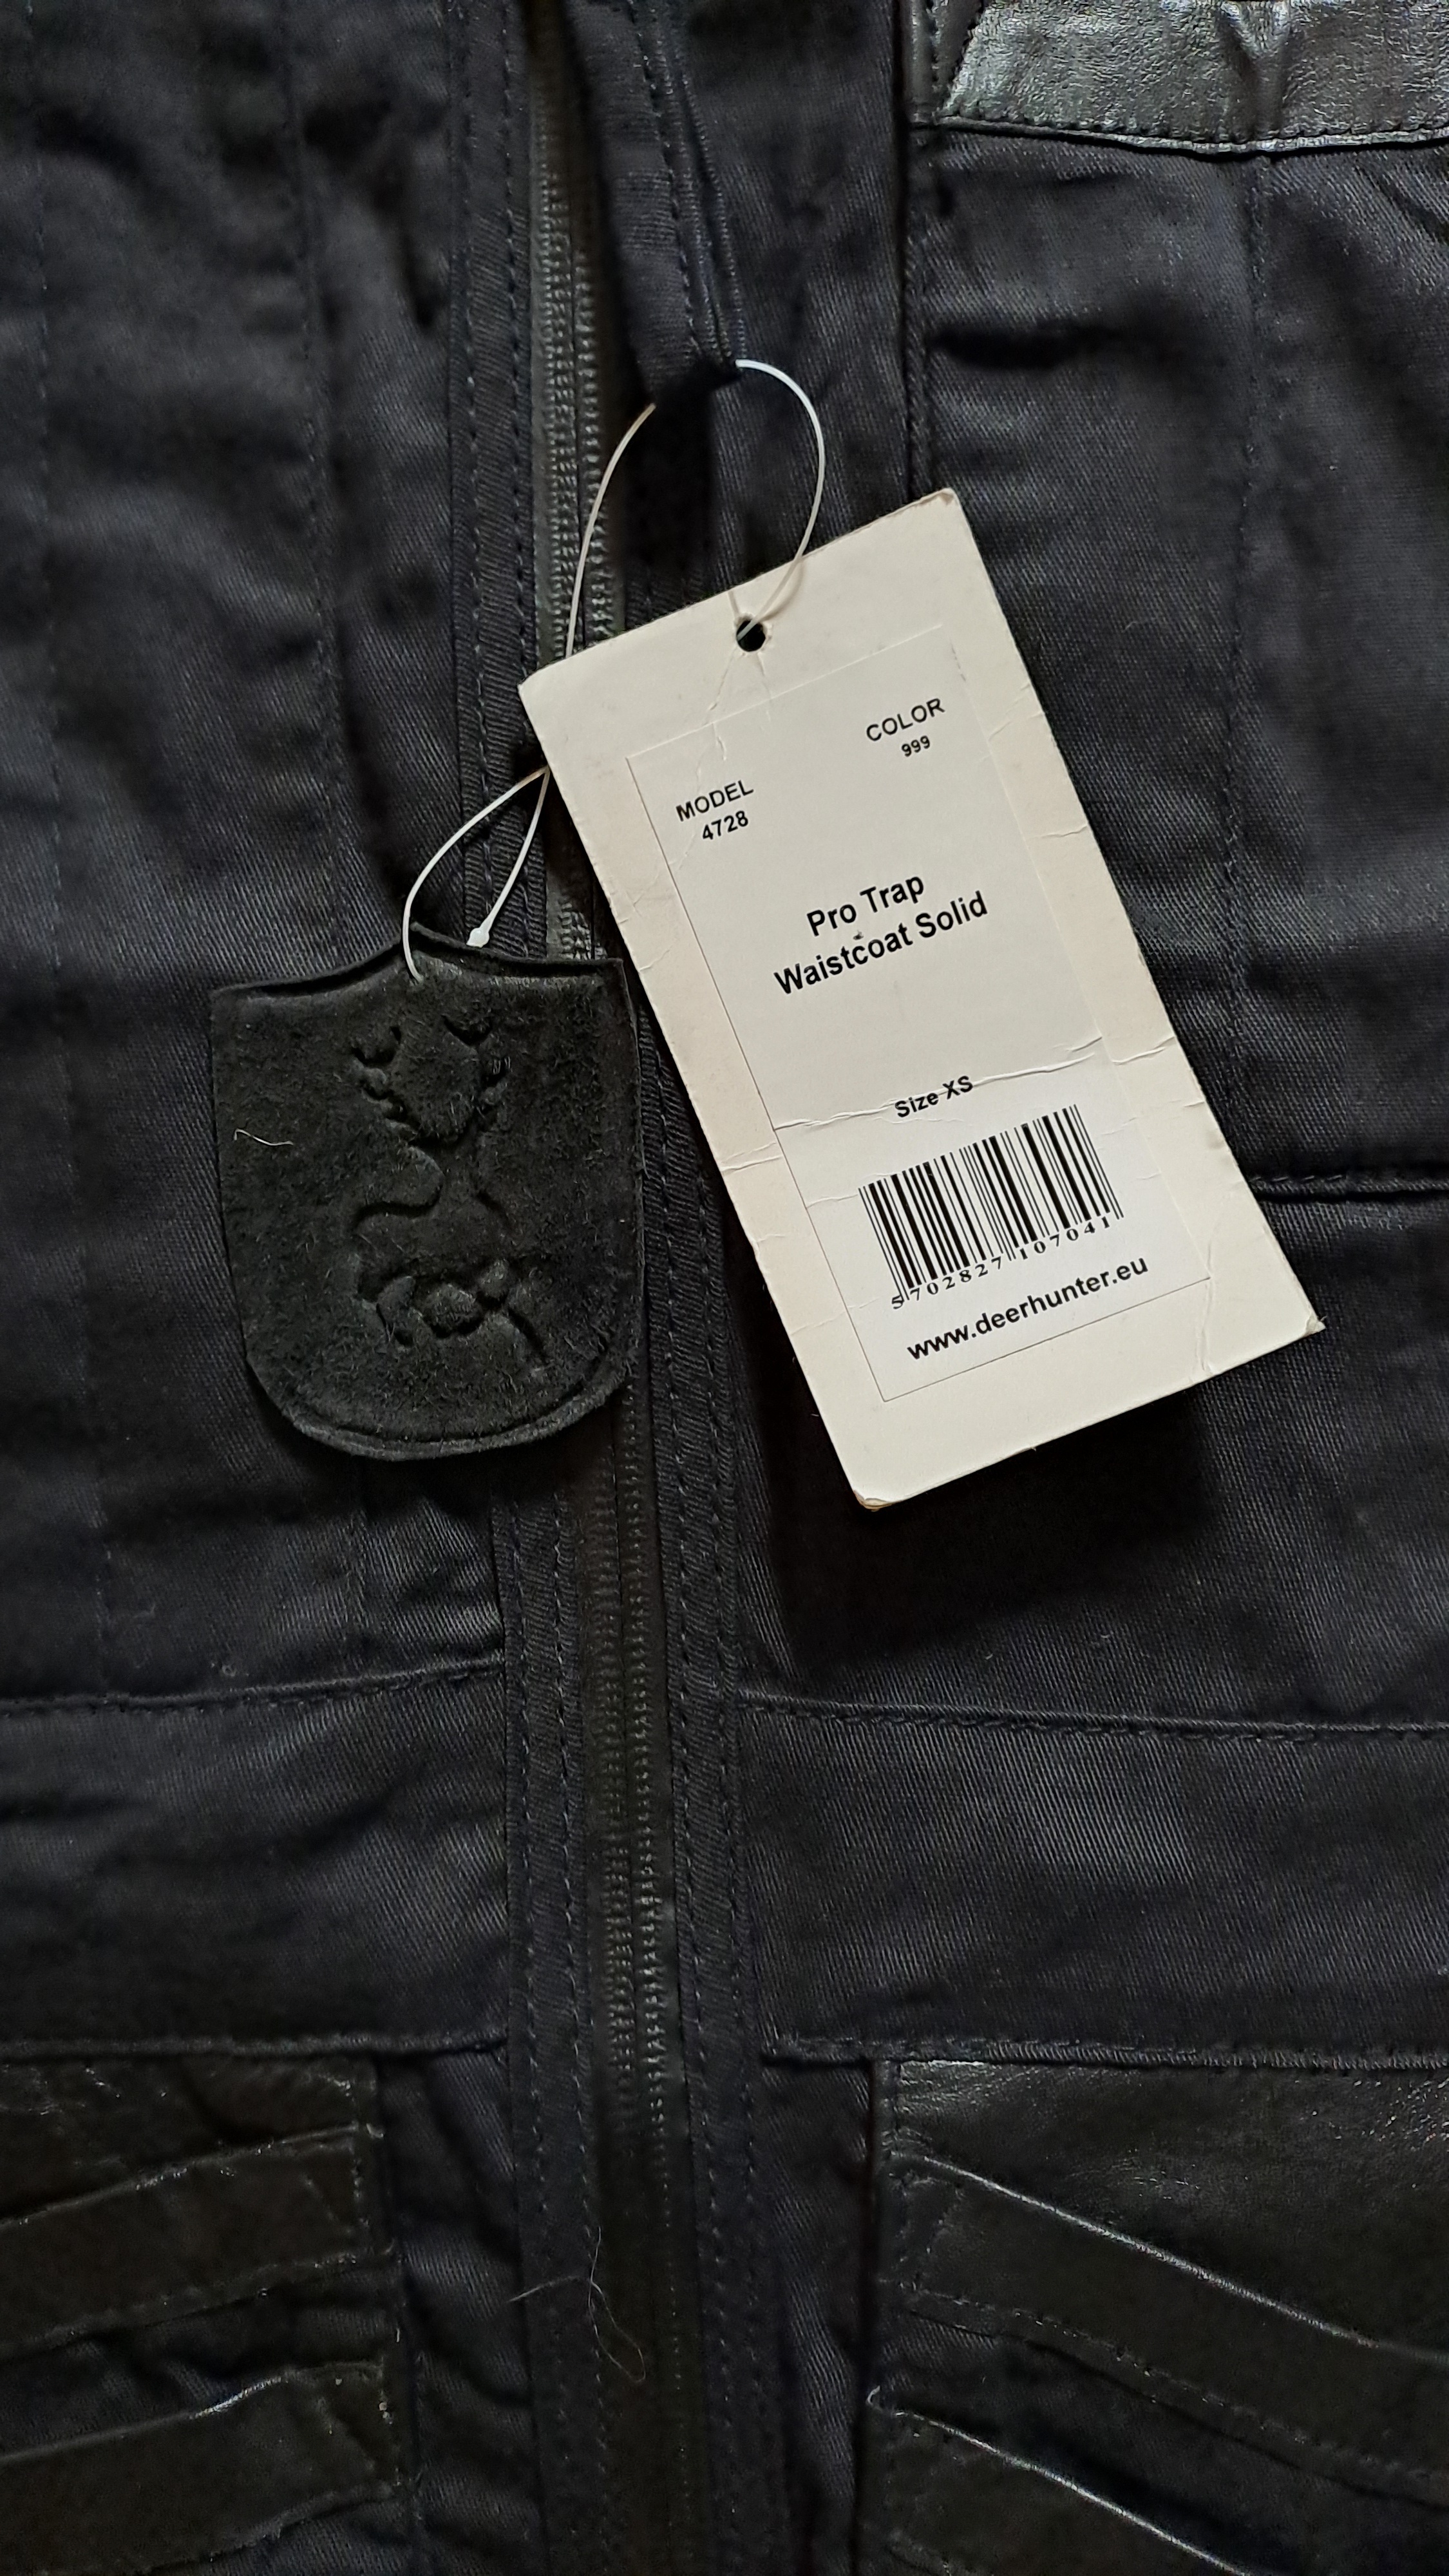 COLOR
999
MODEL
4728
Pro Trap
Waistcoat Solid
Size XS
5702827107041
www.deerhunter.eu